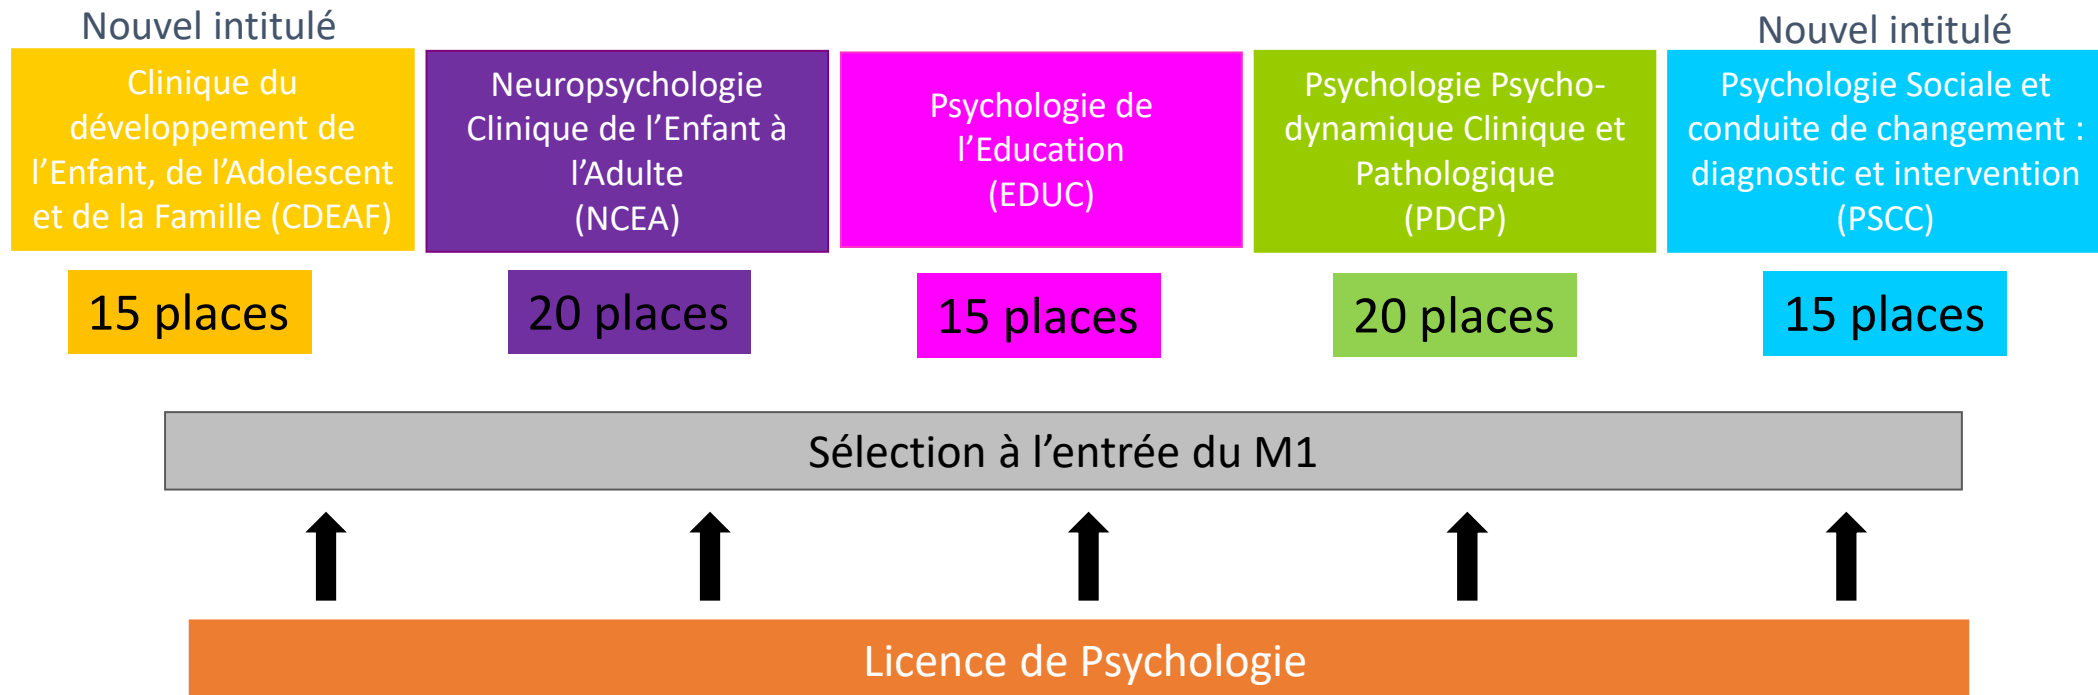 Nouvel intitulé
Clinique du
développement de
l’Enfant, de l’Adolescent
et de la Famille (CDEAF)
15 places
Neuropsychologie
Clinique de l’Enfant à
l’Adulte
(NCEA)
20 places
Psychologie de
l’Education
(EDUC)
15 places
Psychologie Psycho-
dynamique Clinique et
Pathologique
(PDCP)
20 places
Nouvel intitulé
Psychologie Sociale et
conduite de changement :
diagnostic et intervention
(PSCC)
15 places
Sélection à l’entrée du M1
Licence de Psychologie